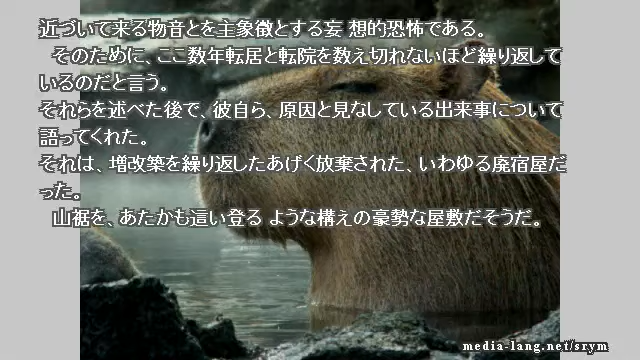 近づいて来る物音とを主象徴とする妄 想的恐怖である。
　そのために、ここ数年転居と転院を数え切れないほど繰り返して
いるのだと言う。
それらを述べた後で、彼自ら、原因と見なしている出来事について
語ってくれた。
それは、増改築を繰り返したあげく放棄された、いわゆる廃宿屋だ
った。
　山裾を、あたかも這い登る ような構えの豪勢な屋敷だそうだ。
media-lang.net/srym